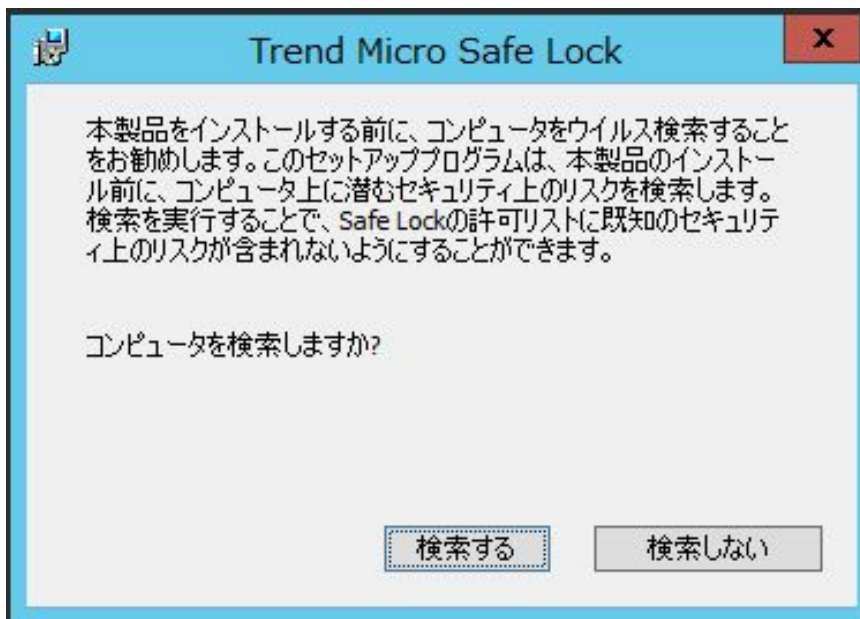 Trend Micro Safe Lock
x
本製品をインストールする前に、コンピュータをウイルス検索すること
をお勧めします。このセットアッププログラムは、本製品のインストー
ル前に、コンピュータ上に潜むセキュリティ上のリスクを検索します。
検索を実行することで、Safe Lockの許可リストに既知のセキュリテ
ィ上のリスクが含まれないようにすることができます。
コンピュータを検索しますか?
検索する
検索しない